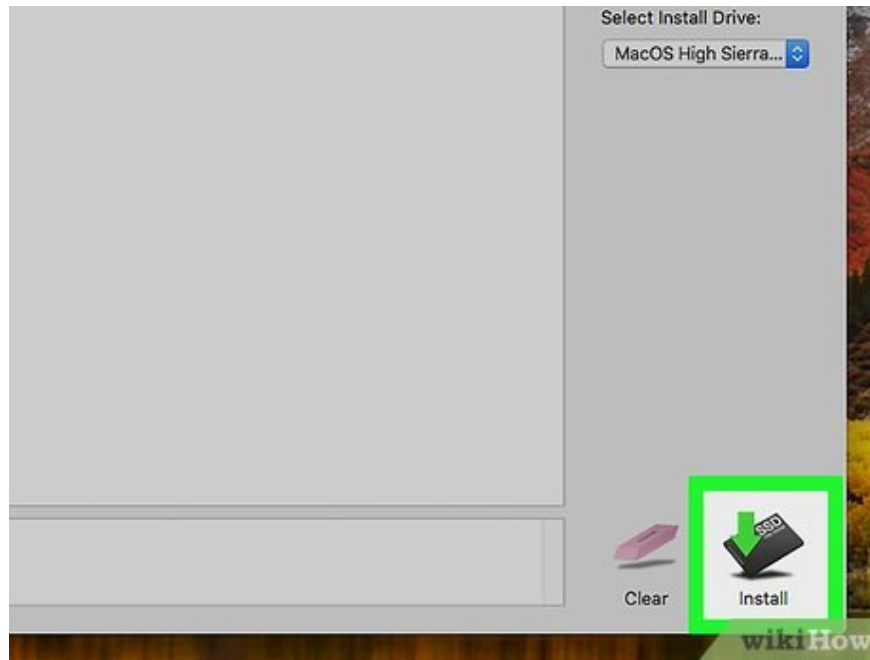 Select Install Drive:
MacOS High Sierra...
SSD
Clear
Install
wikiHow